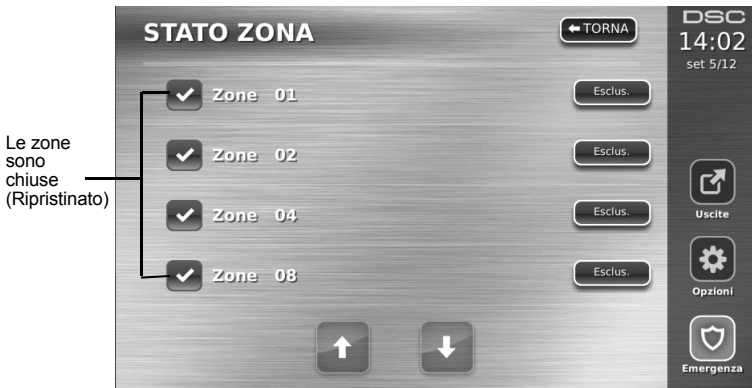 STATO ZONA
TORNA
DSC
14:02
set 5/12
Zone 01
Esclus.
Zone 02
Esclus.
Zone 04
Esclus.
Zone 08
Esclus.
Le zone
sono
chiuse
(Ripristinato)
Uscite
Opzioni
Emergenza